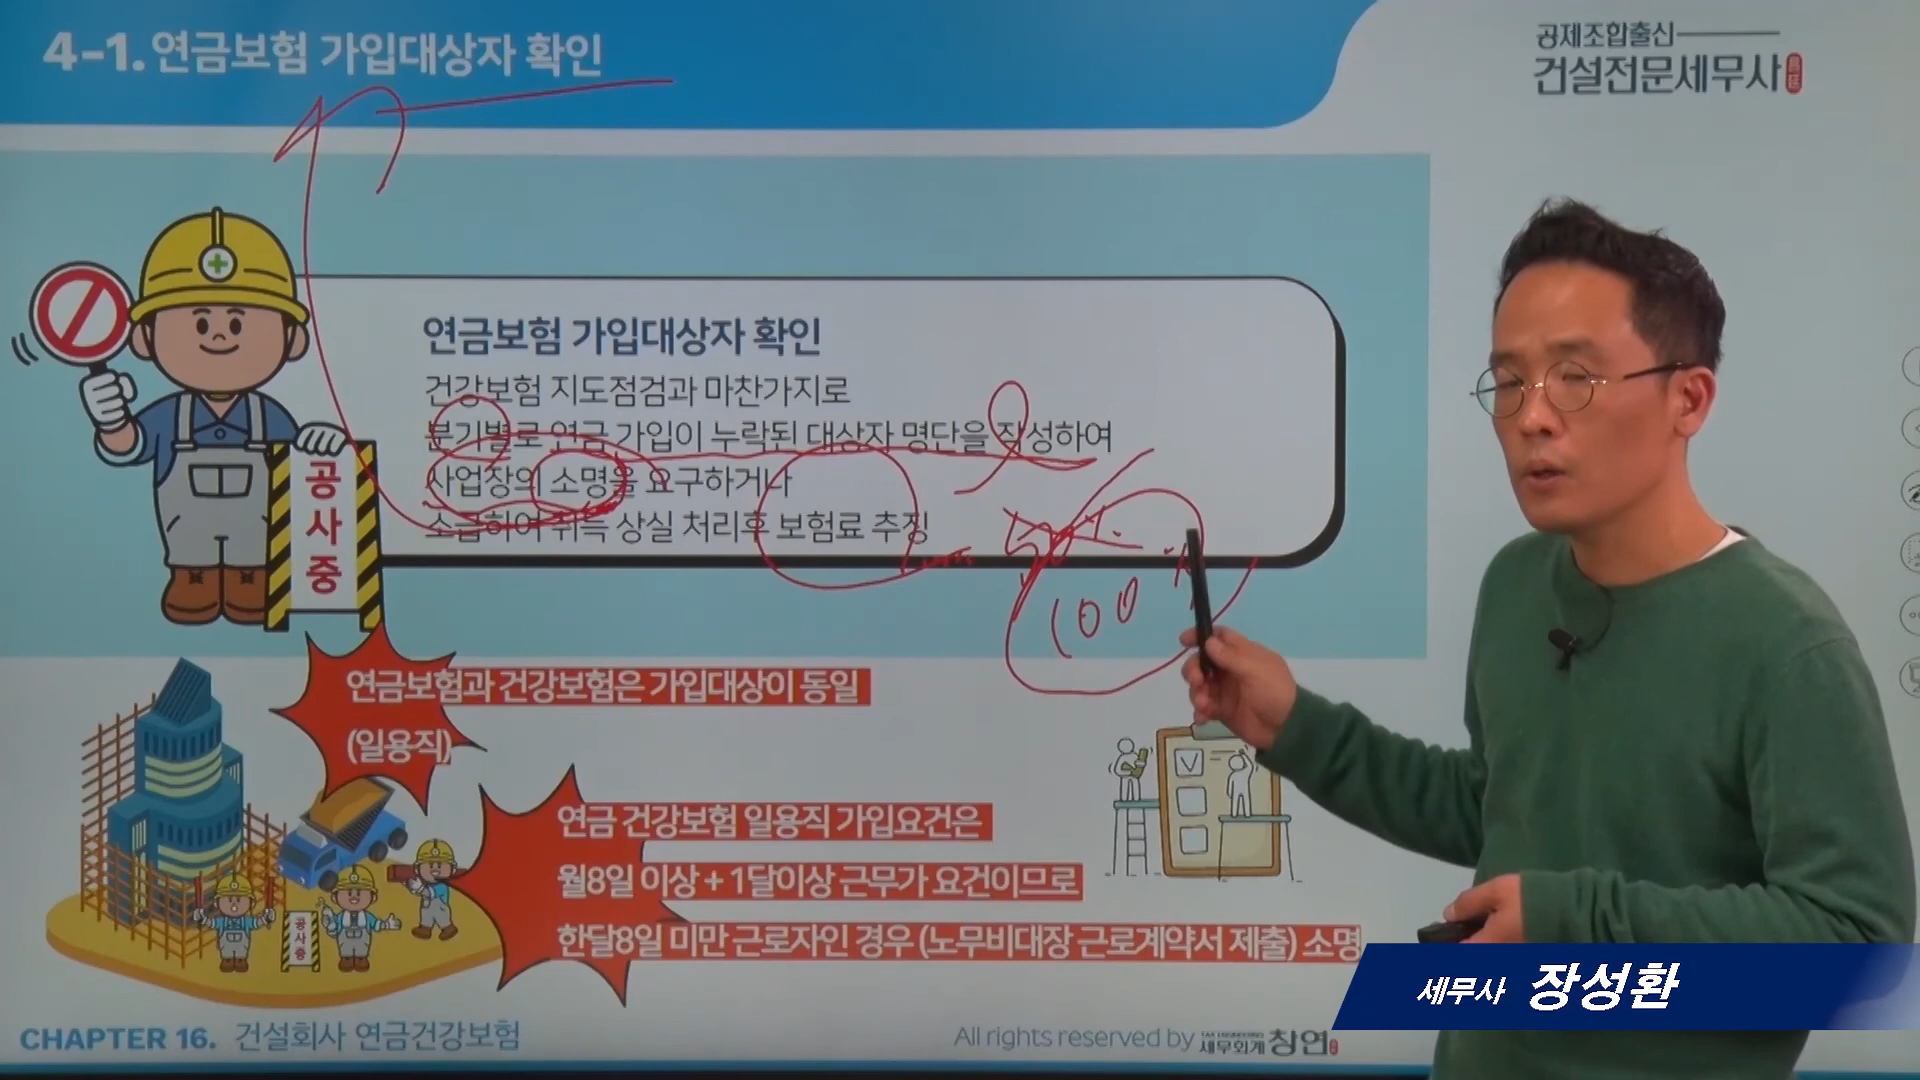 4-1. 연금보험 가입대상자 확인
공제조합출신
건설전문세무사
연금보험 가입대상자 확인
건강보험 지도점검과 마찬가지로
분기별로 연금 가입이 누락된 대상자 명단을 작성하여
사업장의 소명을 요구하거나
소급하여 취득 상실 처리후 보험료 추징
100
공사중
연금보험과 건강보험은 가입대상이 동일
(일용직)
연금 건강보험 일용직 가입요건은
월8일 이상 + 1달이상 근무가 요건이므로
한달8일 미만 근로자인 경우 (노무비대장 근로계약서 제출) 소명
공사중
세무사 장성환
CHAPTER 16. 건설회사 연금건강보험
All rights reserved by 세무회계 창연